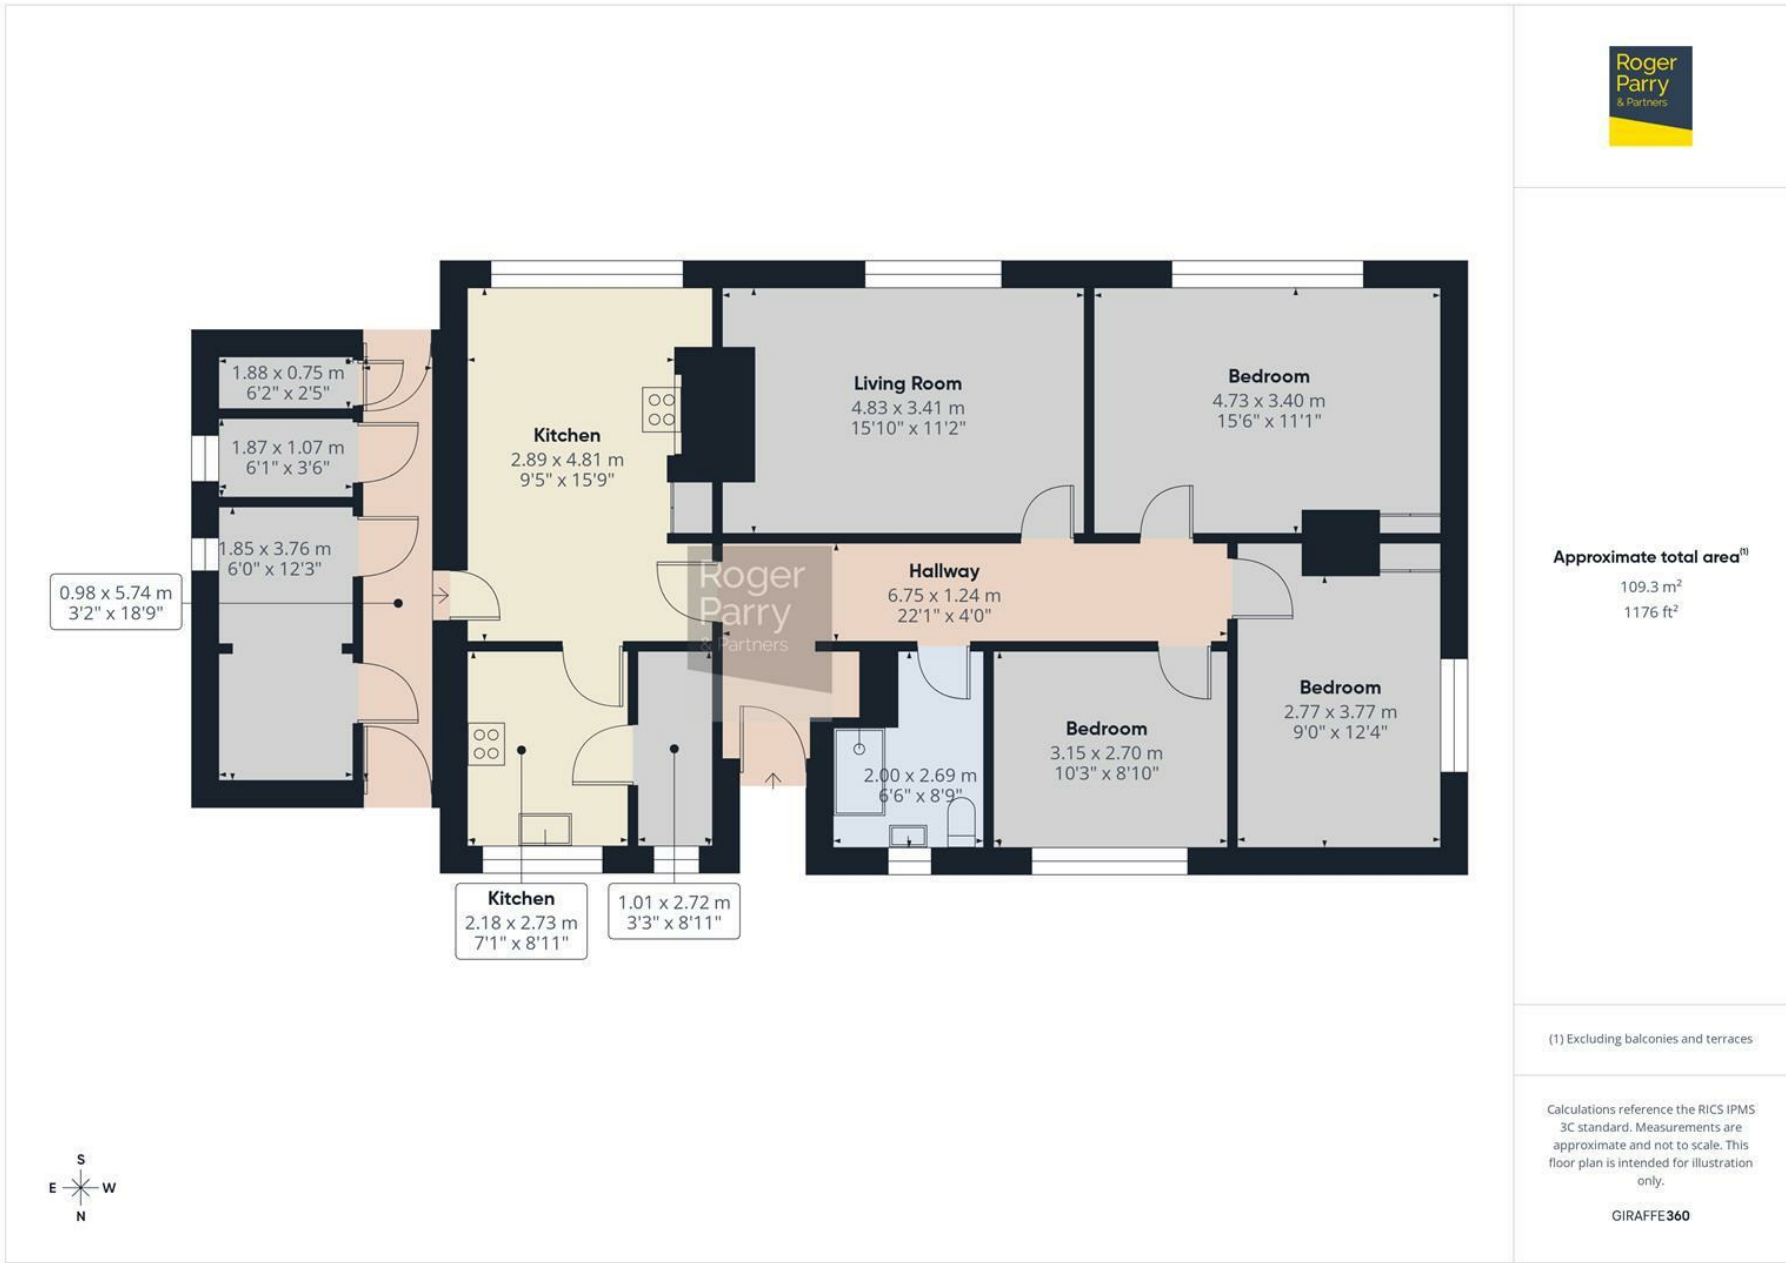 Roger
Parry
& Partners
1.88 x 0.75 m
6'2" x 2'5"
1.87 x 1.07 m
6'1" x 3'6"
1.85 x 3.76 m
6'0" x 12'3"
0.98 x 5.74 m
3'2" x 18'9"
Kitchen
2.89 x 4.81 m
9'5" x 15'9"
Living Room
4.83 x 3.41 m
15'10" x 11'2"
Bedroom
4.73 x 3.40 m
15'6" x 11'1"
Roger
Parry
& Partners
Hallway
6.75 x 1.24 m
22'1" x 4'0"
Bedroom
2.77 x 3.77 m
9'0" x 12'4"
Bedroom
3.15 x 2.70 m
10'3" x 8'10"
2.00 x 2.69 m
6'6" x 8'9"
Kitchen
2.18 x 2.73 m
7'1" x 8'11"
1.01 x 2.72 m
3'3" x 8'11"
Approximate total area(1)
109.3 m²
1176 ft²
(1) Excluding balconies and terraces
Calculations reference the RICS IPMS
3C standard. Measurements are
approximate and not to scale. This
floor plan is intended for illustration
only.
GIRAFFE360
S
E W
N